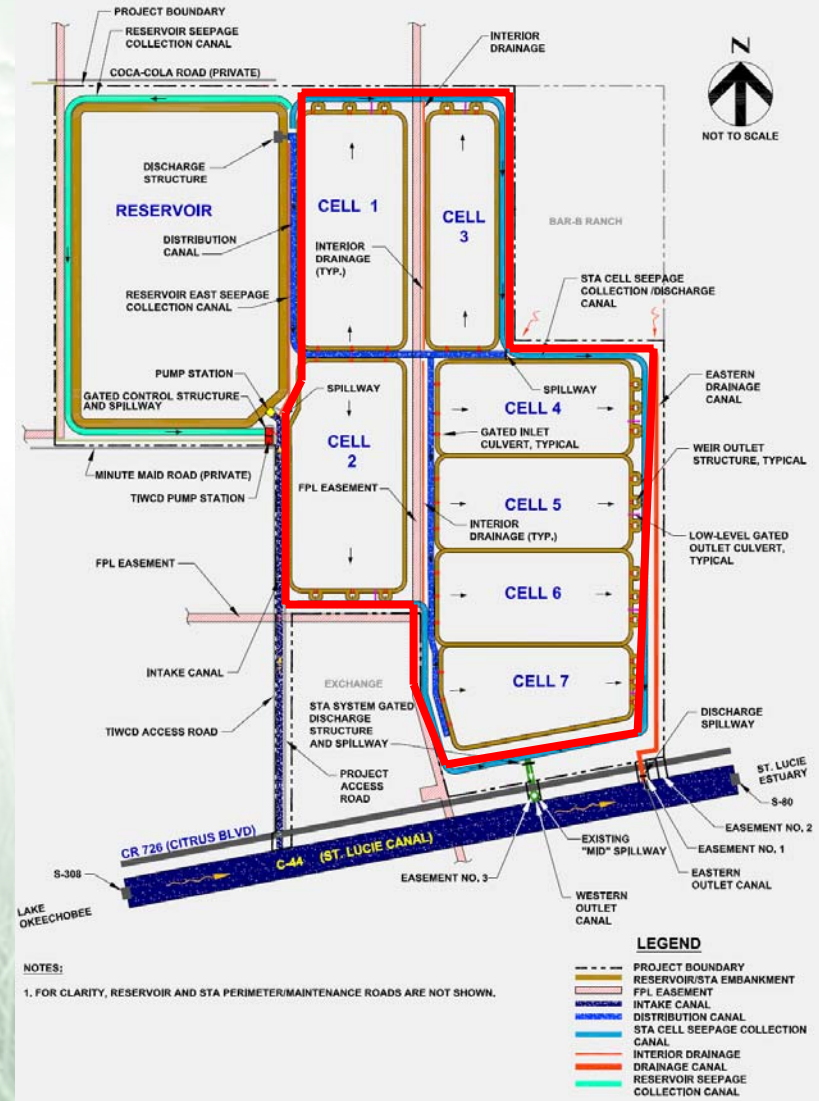 PROJECT BOUNDARY
RESERVOIR SEEPAGE
COLLECTION CANAL
COCA-COLA ROAD (PRIVATE)
INTERIOR
DRAINAGE
N
NOT TO SCALE
DISCHARGE
STRUCTURE
RESERVOIR
CELL 1
CELL
3
BAR-B RANCH
DISTRIBUTION
CANAL
INTERIOR
DRAINAGE
(TYP.)
STA CELL SEEPAGE
COLLECTION /DISCHARGE
CANAL
RESERVOIR EAST SEEPAGE
COLLECTION CANAL
PUMP STATION
GATED CONTROL STRUCTURE
AND SPILLWAY
SPILLWAY
SPILLWAY
EASTERN
DRAINAGE
CANAL
CELL 4
CELL
2
GATED INLET
CULVERT, TYPICAL
WEIR OUTLET
STRUCTURE, TYPICAL
MINUTE MAID ROAD (PRIVATE)
TIWCD PUMP STATION
FPL EASEMENT
CELL 5
INTERIOR
DRAINAGE (TYP.)
LOW-LEVEL GATED
OUTLET CULVERT,
TYPICAL
FPL EASEMENT
CELL 6
INTAKE CANAL
EXCHANGE
CELL 7
STA SYSTEM GATED
DISCHARGE
STRUCTURE
AND SPILLWAY
DISCHARGE
SPILLWAY
TIWCD ACCESS ROAD
PROJECT
ACCESS
ROAD
ST. LUCIE
ESTUARY
S-80
CR 726 (CITRUS BLVD)
C-44 (ST. LUCIE CANAL)
EASEMENT NO. 2
EXISTING
"MID" SPILLWAY
EASEMENT NO. 1
S-308
EASEMENT NO. 3
EASTERN
OUTLET CANAL
LAKE
OKEECHOBEE
WESTERN
OUTLET
CANAL
LEGEND
PROJECT BOUNDARY
RESERVOIR/STA EMBANKMENT
FPL EASEMENT
INTAKE CANAL
DISTRIBUTION CANAL
STA CELL SEEPAGE COLLECTION
CANAL
INTERIOR DRAINAGE
DRAINAGE CANAL
RESERVOIR SEEPAGE
COLLECTION CANAL
NOTES:
1. FOR CLARITY, RESERVOIR AND STA PERIMETER/MAINTENANCE ROADS ARE NOT SHOWN.